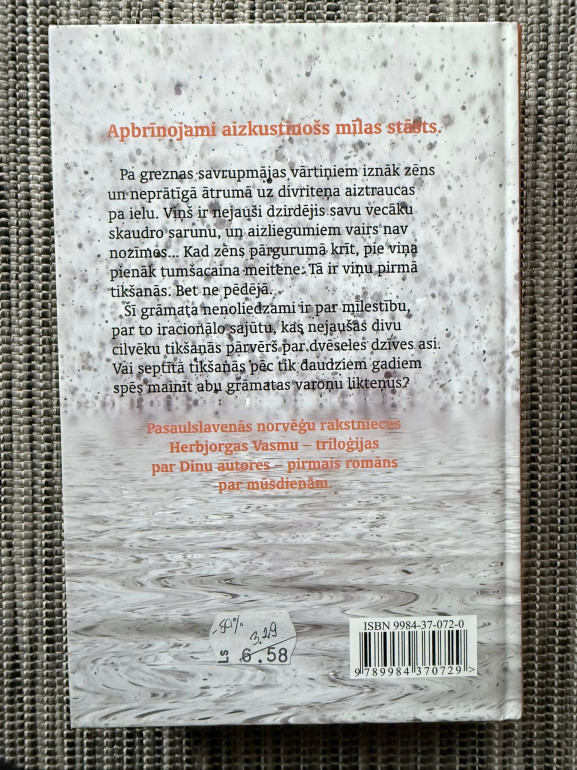 Apbrīnojami aizkustinošs mīlas stāsts.
Pa greznas savrupmājas vārtiņiem iznāk zēns
un neprātīgā ātrumā uz divriteņa aiztraucas
pa ielu. Viņš ir nejauši dzirdējis savu vecāku
skaudro sarunu, un aizliegumiem vairs nav
nozīmes... Kad zēns pārgurumā krīt, pie viņa
pienāk tumšacaina meitene. Tā ir viņu pirmā
tikšanās. Bet ne pēdējā.
Šī grāmata nenoliedzami ir par mīlestību,
par to iracionālo sajūtu, kas nejaušas divu
cilvēku tikšanās pārvērš par dvēseles dzīves asi.
Vai septītā tikšanās pēc tik daudziem gadiem
spēs mainīt abu grāmatas varoņu likteņus?
Pasaulslavenās norvēģu rakstnieces
Herbjorgas Vasmu – triloģijas
par Dinu autores – pirmais romāns
par mūsdienām.
-50%
3.29
LS 6.58
ISBN 9984-37-072-0
9 789984 370729 >